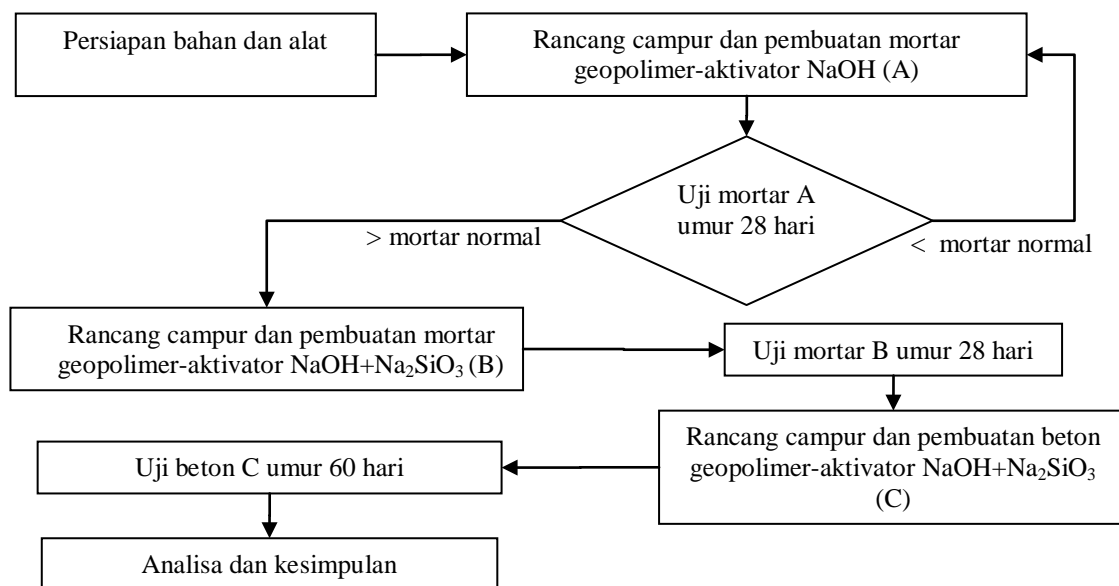 Persiapan bahan dan alat
Rancang campur dan pembuatan mortar
geopolimer-aktivator NaOH (A)
Uji mortar A
umur 28 hari
> mortar normal
< mortar normal
Rancang campur dan pembuatan mortar
geopolimer-aktivator NaOH+Na₂SiO₃ (B)
Uji mortar B umur 28 hari
Rancang campur dan pembuatan beton
geopolimer-aktivator NaOH+Na₂SiO₃
(C)
Uji beton C umur 60 hari
Analisa dan kesimpulan